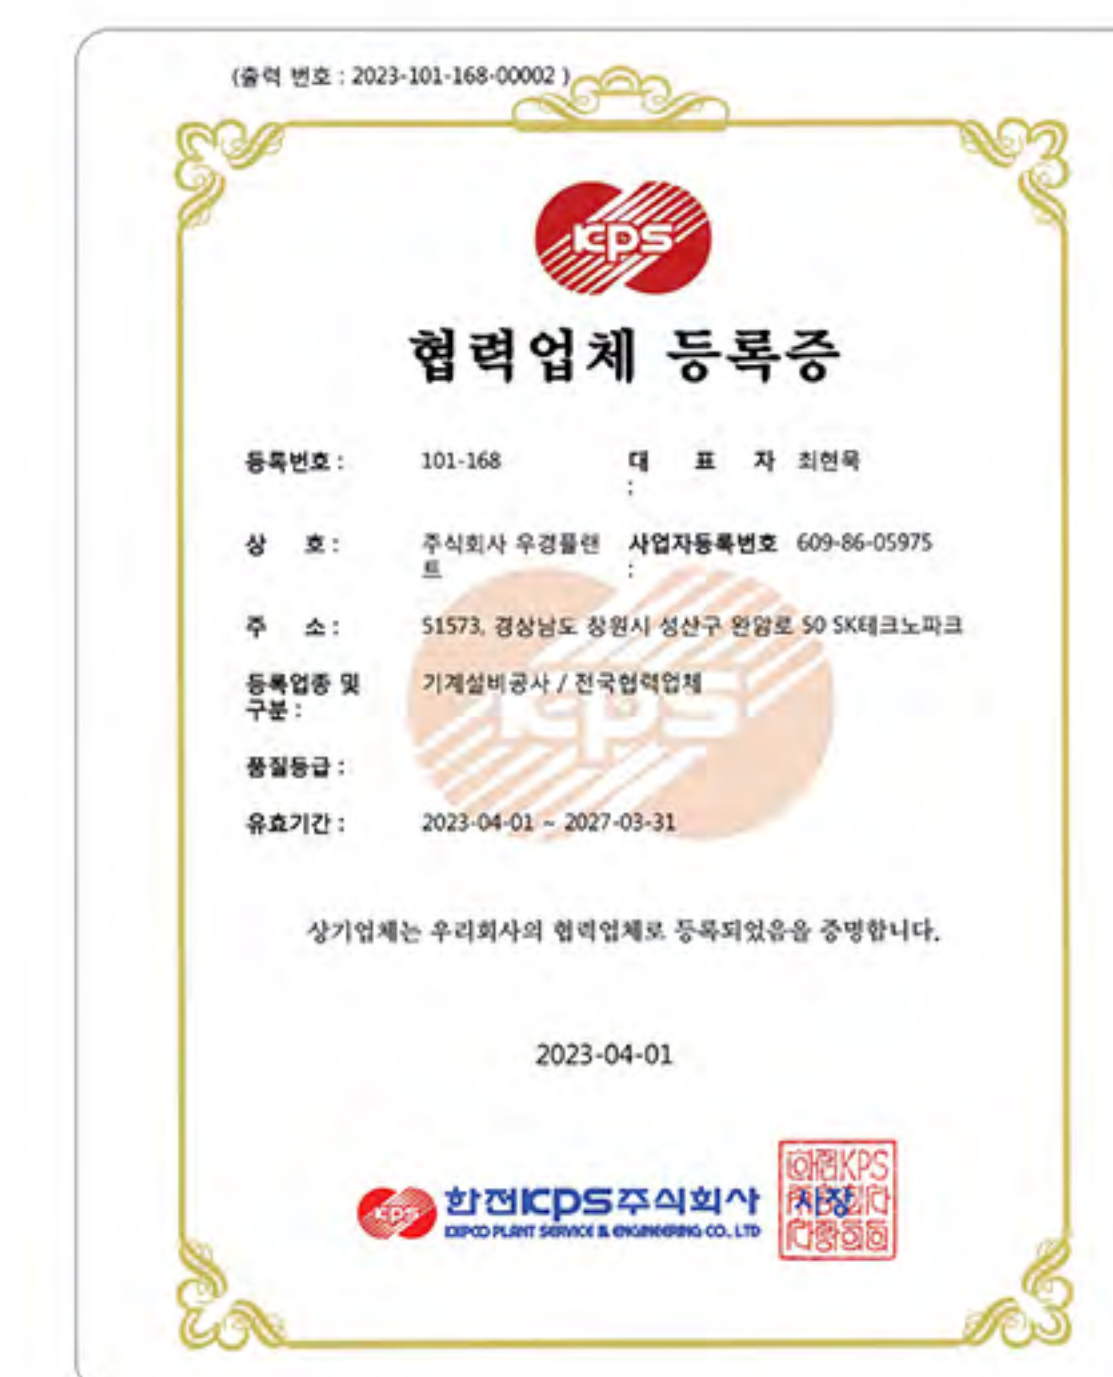 (출력 번호 : 2023-101-168-00002 )
KPS
협력업체 등록증
등록번호 : 101-168 대 표 자 : 최현묵
상 호 : 주식회사 우경플랜트 사업자등록번호 : 609-86-05975
주 소 : 51573, 경상남도 창원시 성산구 완암로 50 SK테크노파크
등록업종 및 구분 : 기계설비공사 / 전국협력업체
품질등급 :
유효기간 : 2023-04-01 ~ 2027-03-31
상기업체는 우리회사의 협력업체로 등록되었음을 증명합니다.
2023-04-01
KPS 한전KPS주식회사 사장
KEPCO PLANT SERVICE & ENGINEERING CO., LTD